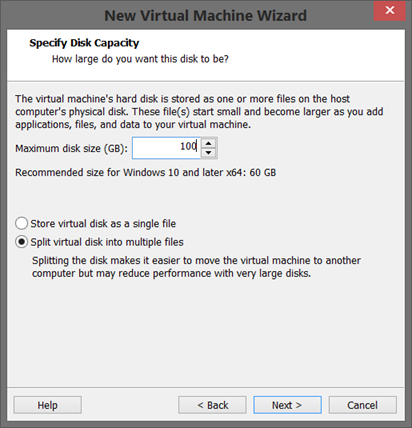 New Virtual Machine Wizard
Specify Disk Capacity
How large do you want this disk to be?
The virtual machine's hard disk is stored as one or more files on the host
computer's physical disk. These file(s) start small and become larger as you add
applications, files, and data to your virtual machine.
Maximum disk size (GB): 100
Recommended size for Windows 10 and later x64: 60 GB
Store virtual disk as a single file
Split virtual disk into multiple files
Splitting the disk makes it easier to move the virtual machine to another
computer but may reduce performance with very large disks.
Help < Back Next > Cancel